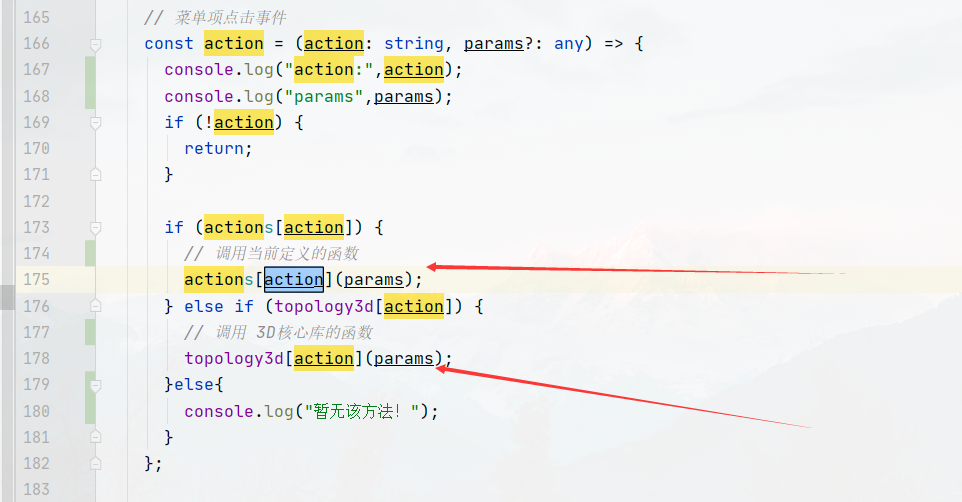 165 // 菜单项点击事件
166 const action = (action: string, params?: any) => {
167 console.log("action:",action);
168 console.log("params",params);
169 if (!action) {
170 return;
171 }
172
173 if (actions[action]) {
174 // 调用当前定义的函数
175 actions[action](params);
176 } else if (topology3d[action]) {
177 // 调用 3D核心库的函数
178 topology3d[action](params);
179 }else{
180 console.log("暂无该方法！");
181 }
182 };
183